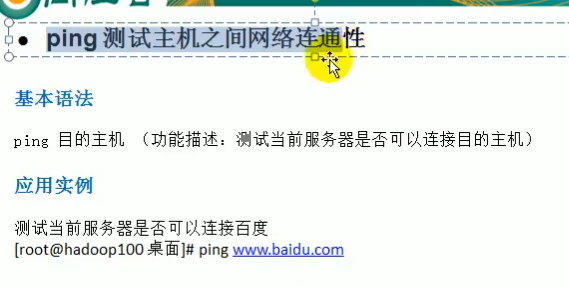 • ping 测试主机之间网络连通性
基本语法
ping 目的主机 （功能描述：测试当前服务器是否可以连接目的主机）
应用实例
测试当前服务器是否可以连接百度
[root@hadoop100 桌面]# ping www.baidu.com